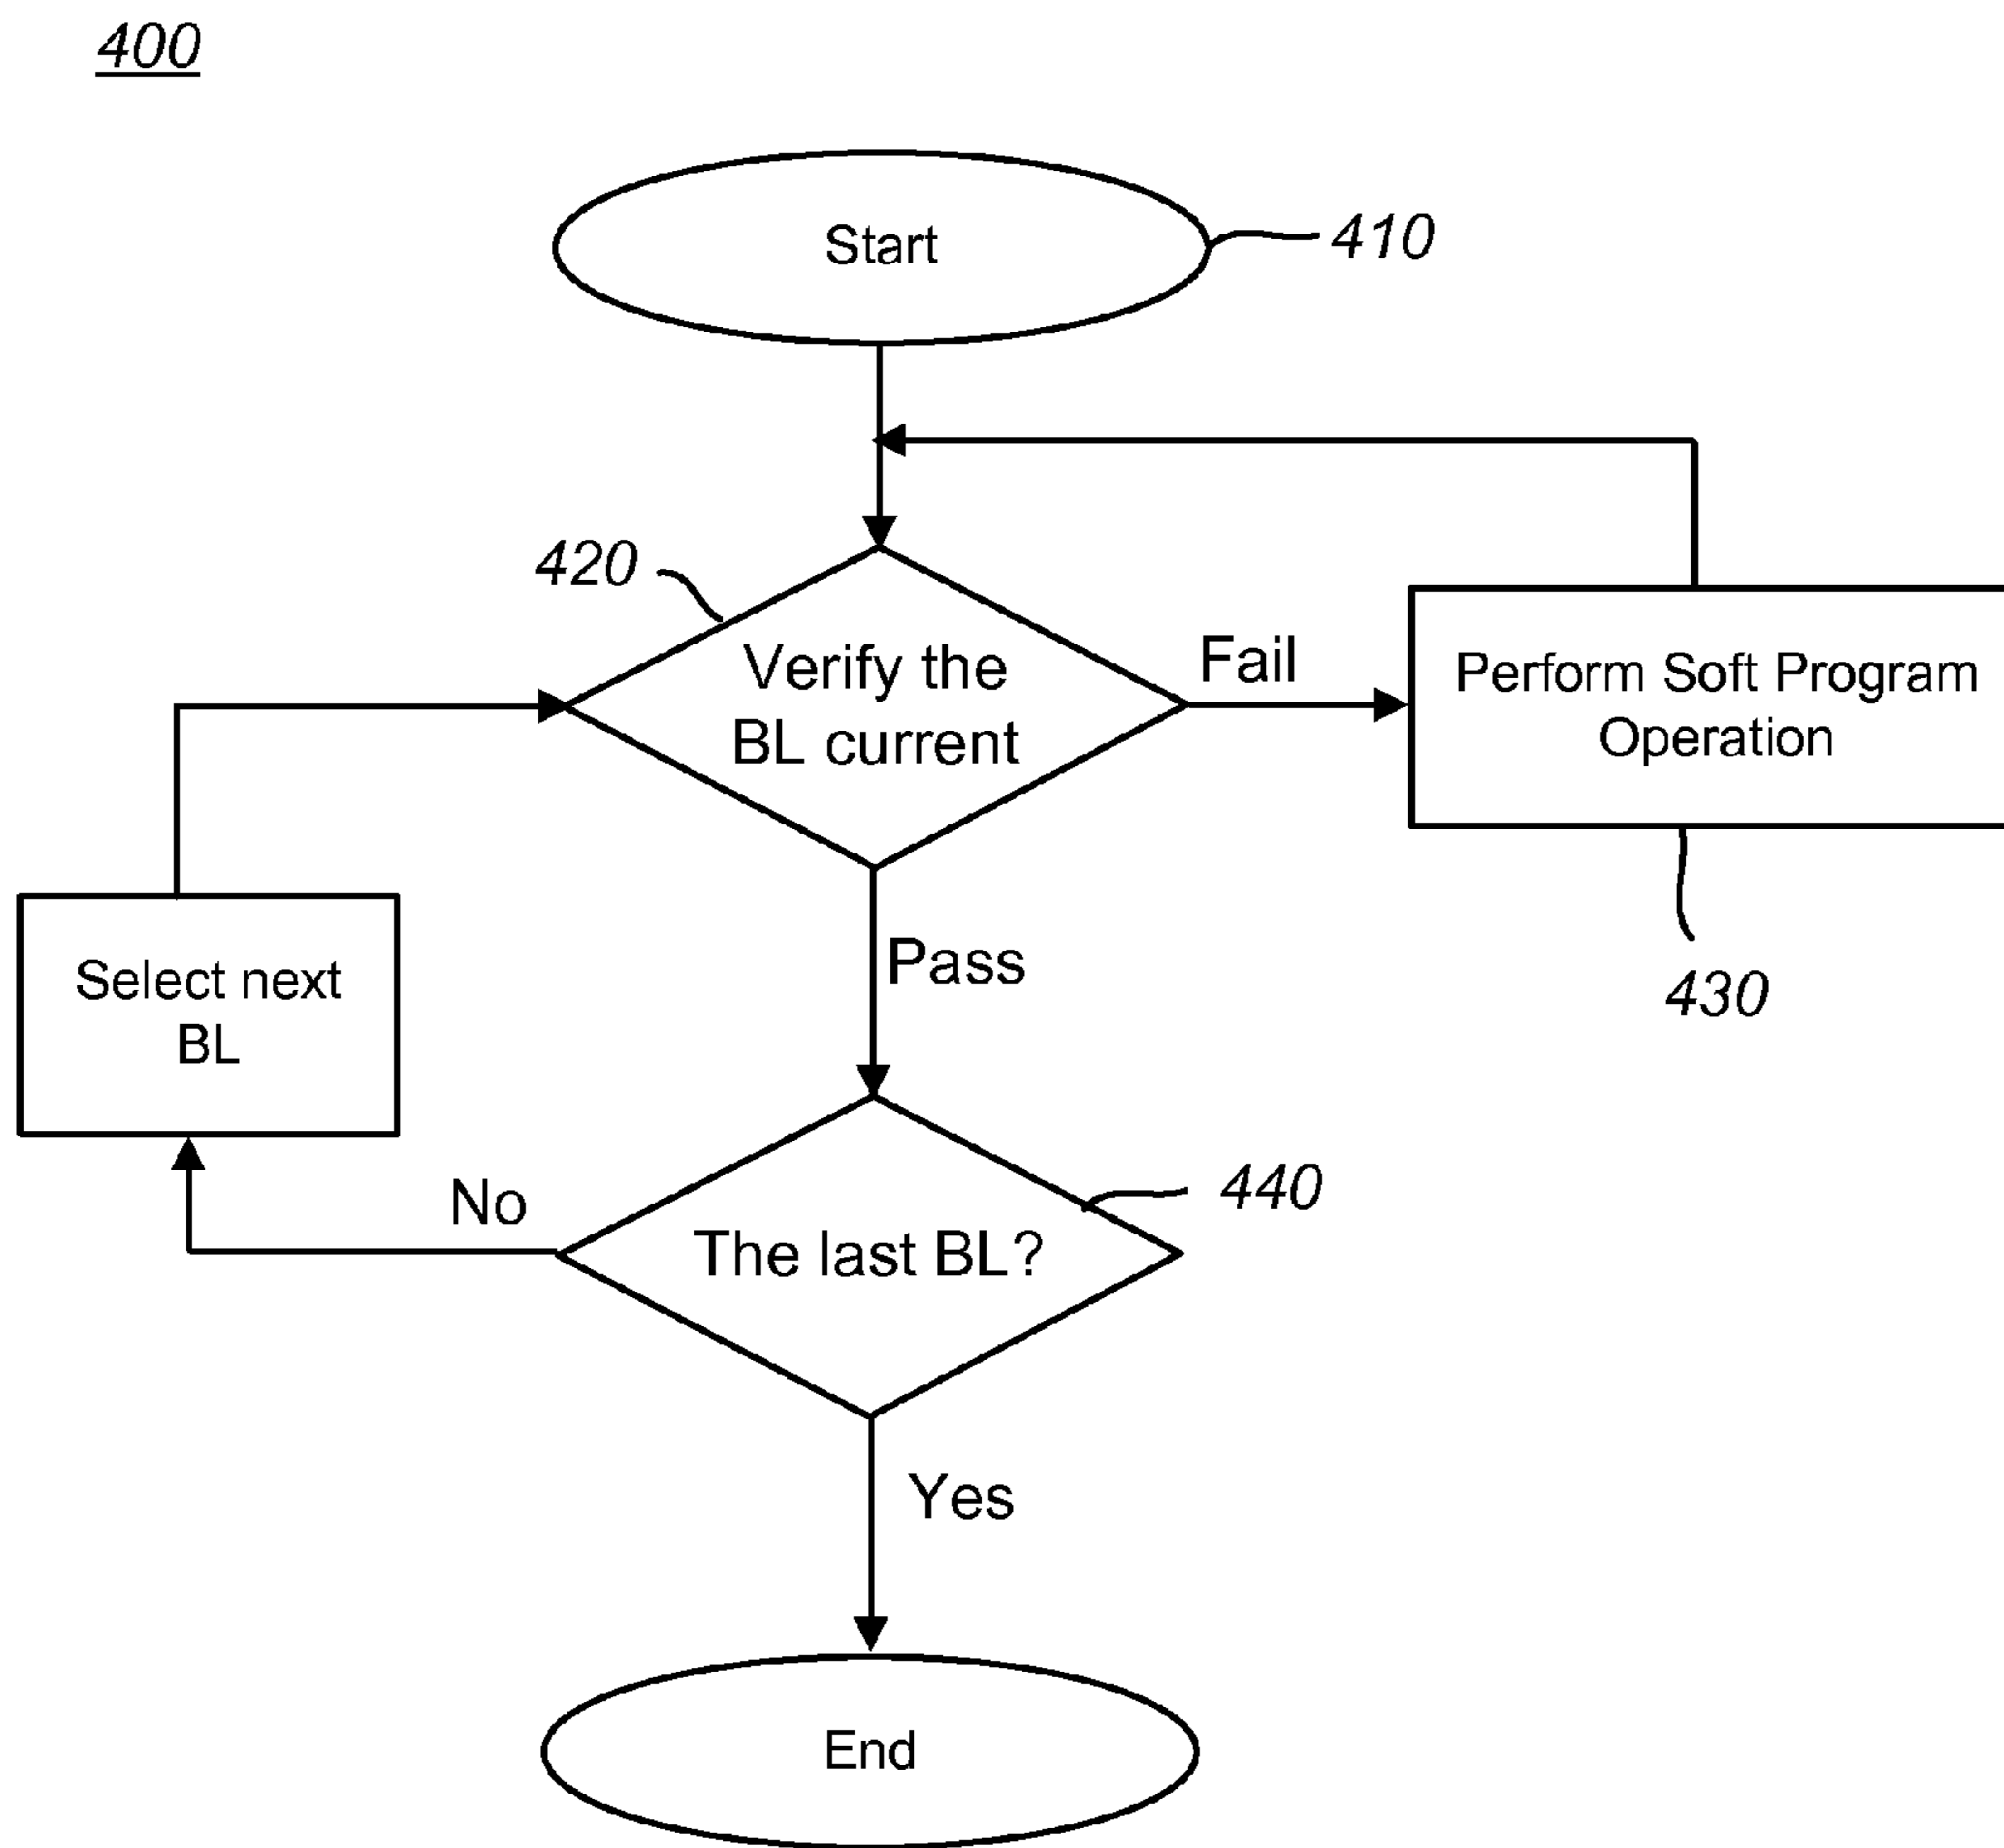 400
Start
410
420
Verify the
BL current
Fail
Perform Soft Program
Operation
430
Pass
Select next
BL
No
The last BL?
440
Yes
End